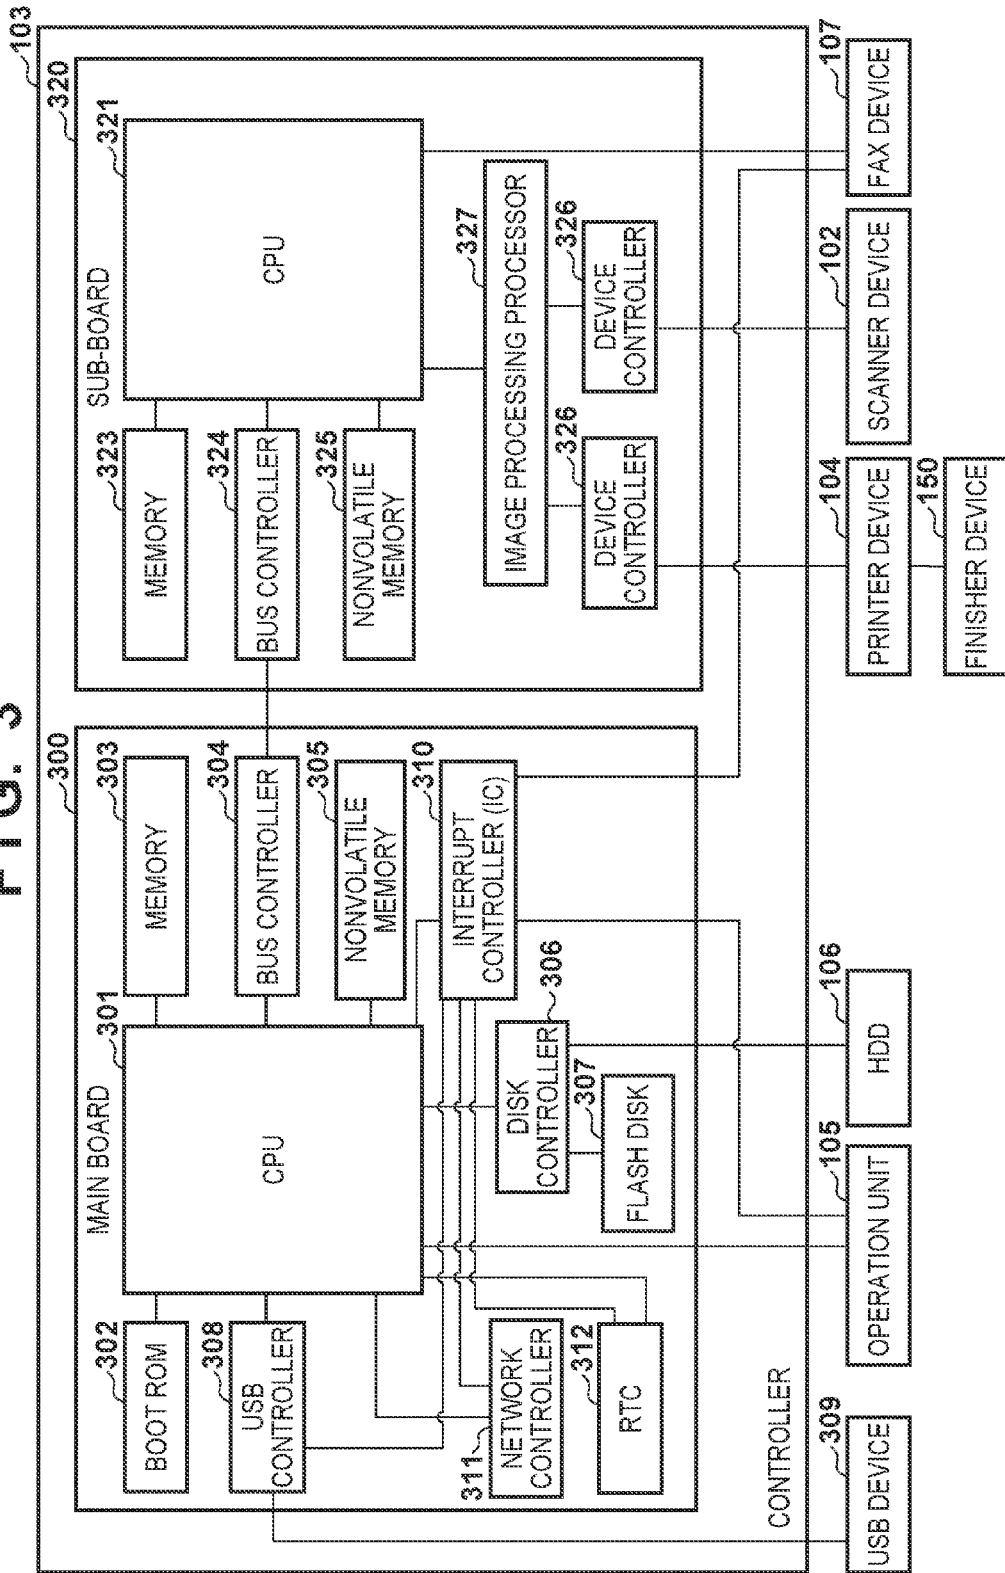 FIG. 3
103
300
MAIN BOARD
302
BOOT ROM
301
CPU
303
MEMORY
308
USB
CONTROLLER
304
BUS CONTROLLER
305
NONVOLATILE
MEMORY
310
INTERRUPT
CONTROLLER (IC)
311
NETWORK
CONTROLLER
306
DISK
CONTROLLER
312
RTC
307
FLASH DISK
320
SUB-BOARD
323
MEMORY
321
CPU
324
BUS CONTROLLER
325
NONVOLATILE
MEMORY
327
IMAGE PROCESSING PROCESSOR
326
DEVICE
CONTROLLER
326
DEVICE
CONTROLLER
CONTROLLER
309
USB DEVICE
105
OPERATION UNIT
106
HDD
104
PRINTER DEVICE
102
SCANNER DEVICE
107
FAX DEVICE
150
FINISHER DEVICE